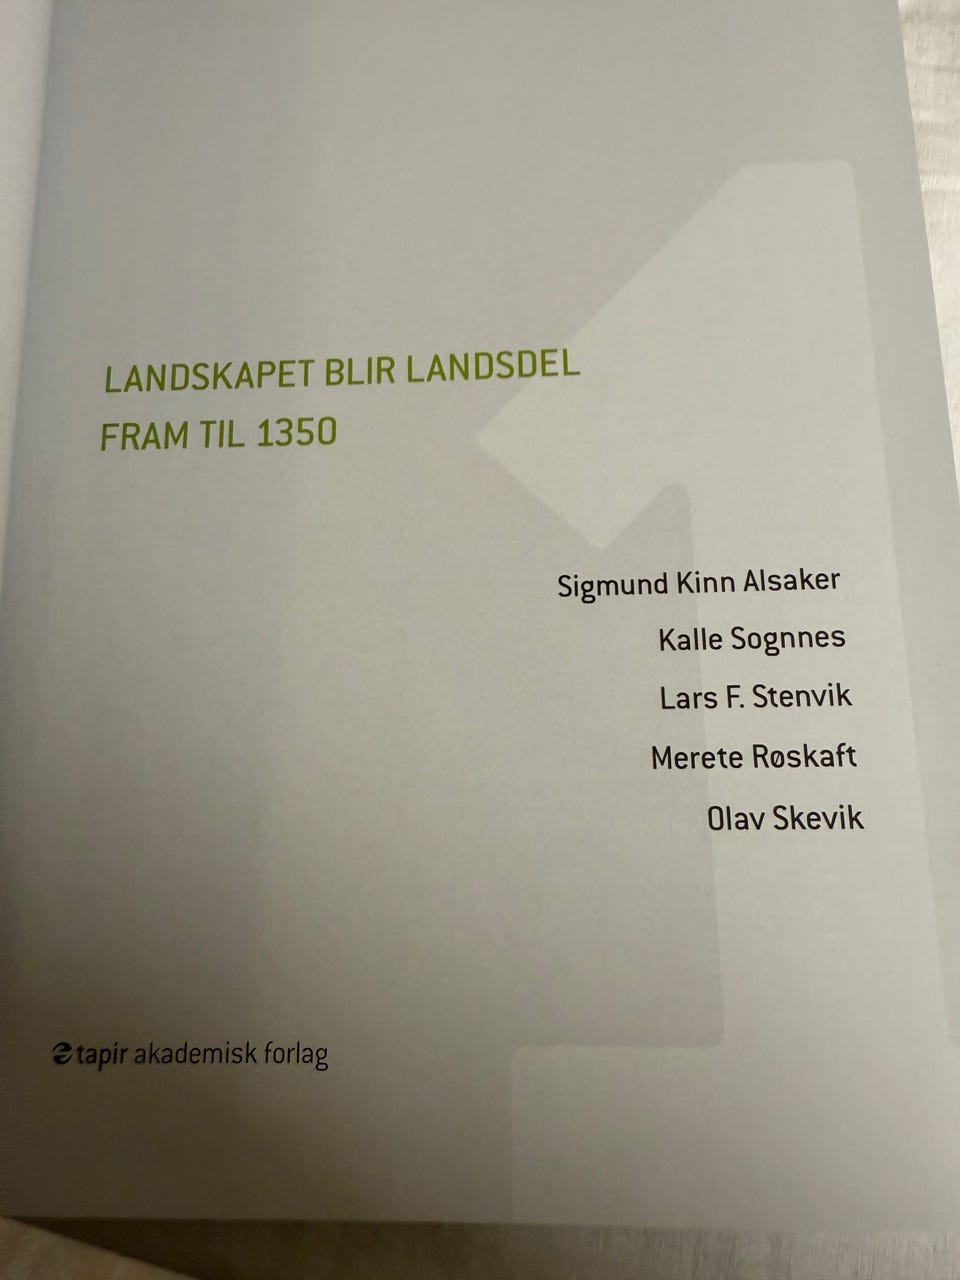 LANDSKAPET BLIR LANDSDEL
FRAM TIL 1350
Sigmund Kinn Alsaker
Kalle Sognnes
Lars F. Stenvik
Merete Røskaft
Olav Skevik
tapir akademisk forlag
1